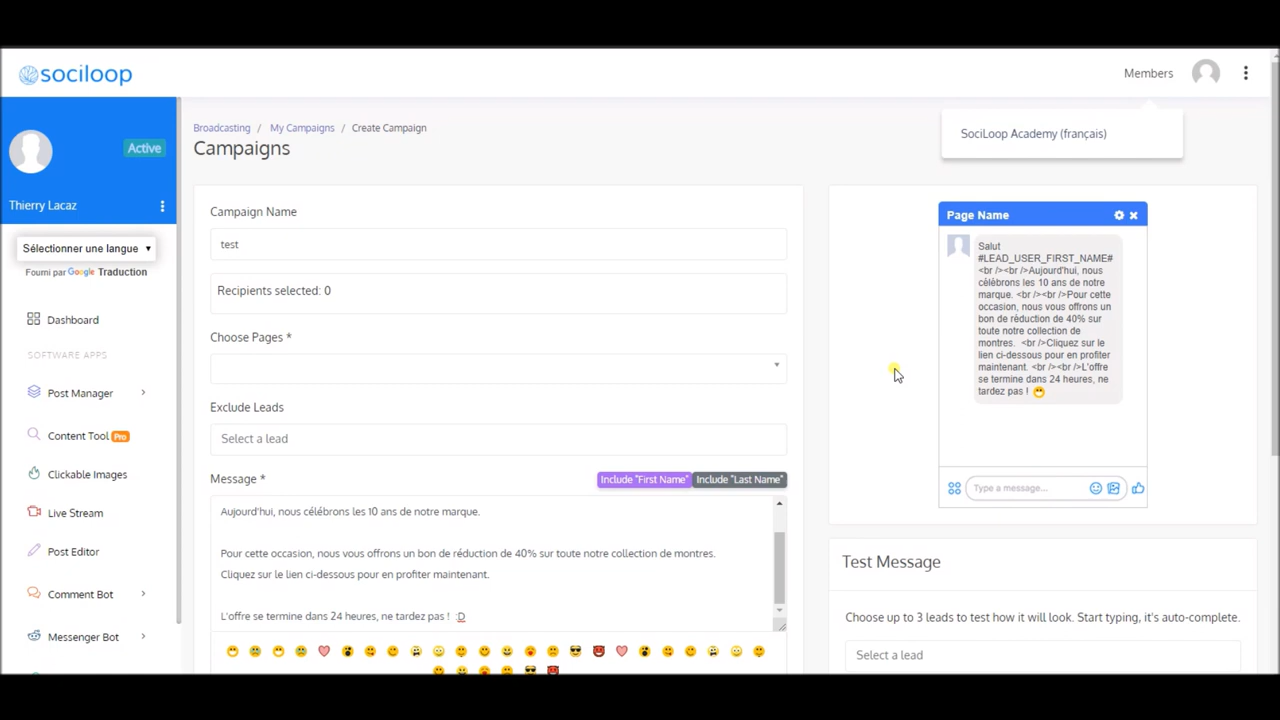 sociloop
Members
SociLoop Academy (français)
Active
Thierry Lacaz
Sélectionner une langue
Fourni par Google Traduction
Dashboard
SOFTWARE APPS
Post Manager
Content Tool Pro
Clickable Images
Live Stream
Post Editor
Comment Bot
Messenger Bot
Broadcasting / My Campaigns / Create Campaign
Campaigns
Campaign Name
test
Recipients selected: 0
Choose Pages *
Exclude Leads
Select a lead
Message *
Include "First Name"
Include "Last Name"
Aujourd'hui, nous célébrons les 10 ans de notre marque.
Pour cette occasion, nous vous offrons un bon de réduction de 40% sur toute notre collection de montres.
Cliquez sur le lien ci-dessous pour en profiter maintenant.
L'offre se termine dans 24 heures, ne tardez pas ! :D
Page Name
Salut
#LEAD_USER_FIRST_NAME#
<br /><br />Aujourd'hui, nous
célébrons les 10 ans de notre
marque. <br /><br />Pour cette
occasion, nous vous offrons un
bon de réduction de 40% sur
toute notre collection de
montres. <br />Cliquez sur le
lien ci-dessous pour en profiter
maintenant. <br /><br />L'offre
se termine dans 24 heures, ne
tardez pas !
Type a message...
Test Message
Choose up to 3 leads to test how it will look. Start typing, it's auto-complete.
Select a lead